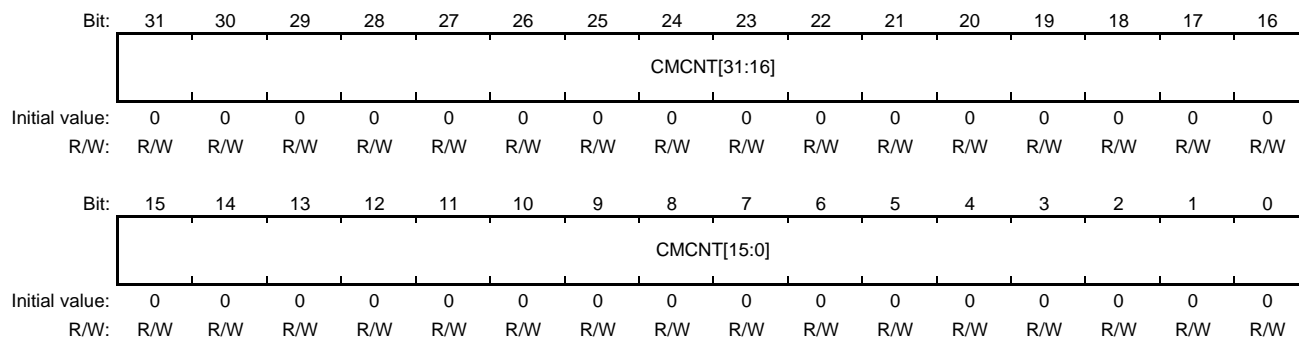 Bit: 31 30 29 28 27 26 25 24 23 22 21 20 19 18 17 16
CMCNT[31:16]
Initial value: 0 0 0 0 0 0 0 0 0 0 0 0 0 0 0 0
R/W: R/W R/W R/W R/W R/W R/W R/W R/W R/W R/W R/W R/W R/W R/W R/W R/W
Bit: 15 14 13 12 11 10 9 8 7 6 5 4 3 2 1 0
CMCNT[15:0]
Initial value: 0 0 0 0 0 0 0 0 0 0 0 0 0 0 0 0
R/W: R/W R/W R/W R/W R/W R/W R/W R/W R/W R/W R/W R/W R/W R/W R/W R/W